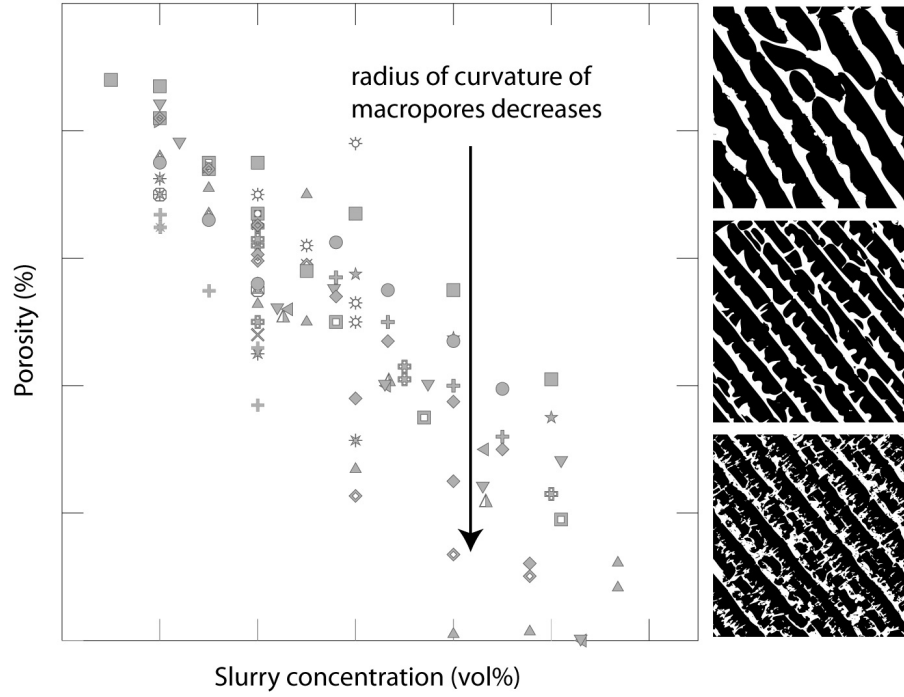 radius of curvature of
macropores decreases
Porosity (%)
Slurry concentration (vol%)